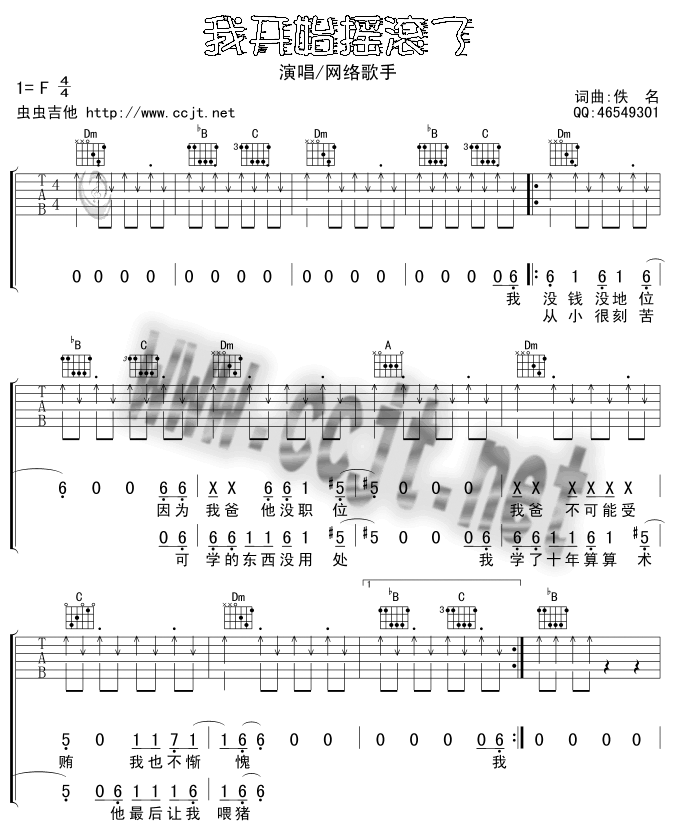 我开始摇滚了
演唱/网络歌手
1= F 4/4
词曲:佚 名
虫虫吉他 http://www.ccjt.net
QQ:46549301
Dm ♭B C Dm ♭B C Dm
3 3
T A B 4 4
0 0 0 0 | 0 0 0 0 | 0 0 0 0 | 0 0 0 0 6 |: 6 1 6 1 6
我 没钱没地位
从小很刻苦
♭B C Dm A Dm
3
www.ccjt.net
T A B
6 0 0 6 6 | X X 6 6 1 #5 | #5 0 0 0 | X X 6 6 1 X X
因为 我爸 他没职位 我爸 不可能受
0 6 | 6 6 1 1 6 1 #5 | #5 0 0 6 | 6 6 1 1 6 1 #5
可 学的东西没用处 我 学了十年算算 术
1
C Dm ♭B C ♭B
3
T A B
5 0 1 1 7 1 | 1 6 6 0 0 | 0 0 0 0 6 :| 0 0 0 0
贿 我也不惭 愧 我
5 0 6 1 1 6 1 | 1 6 6
他最后让我 喂猪